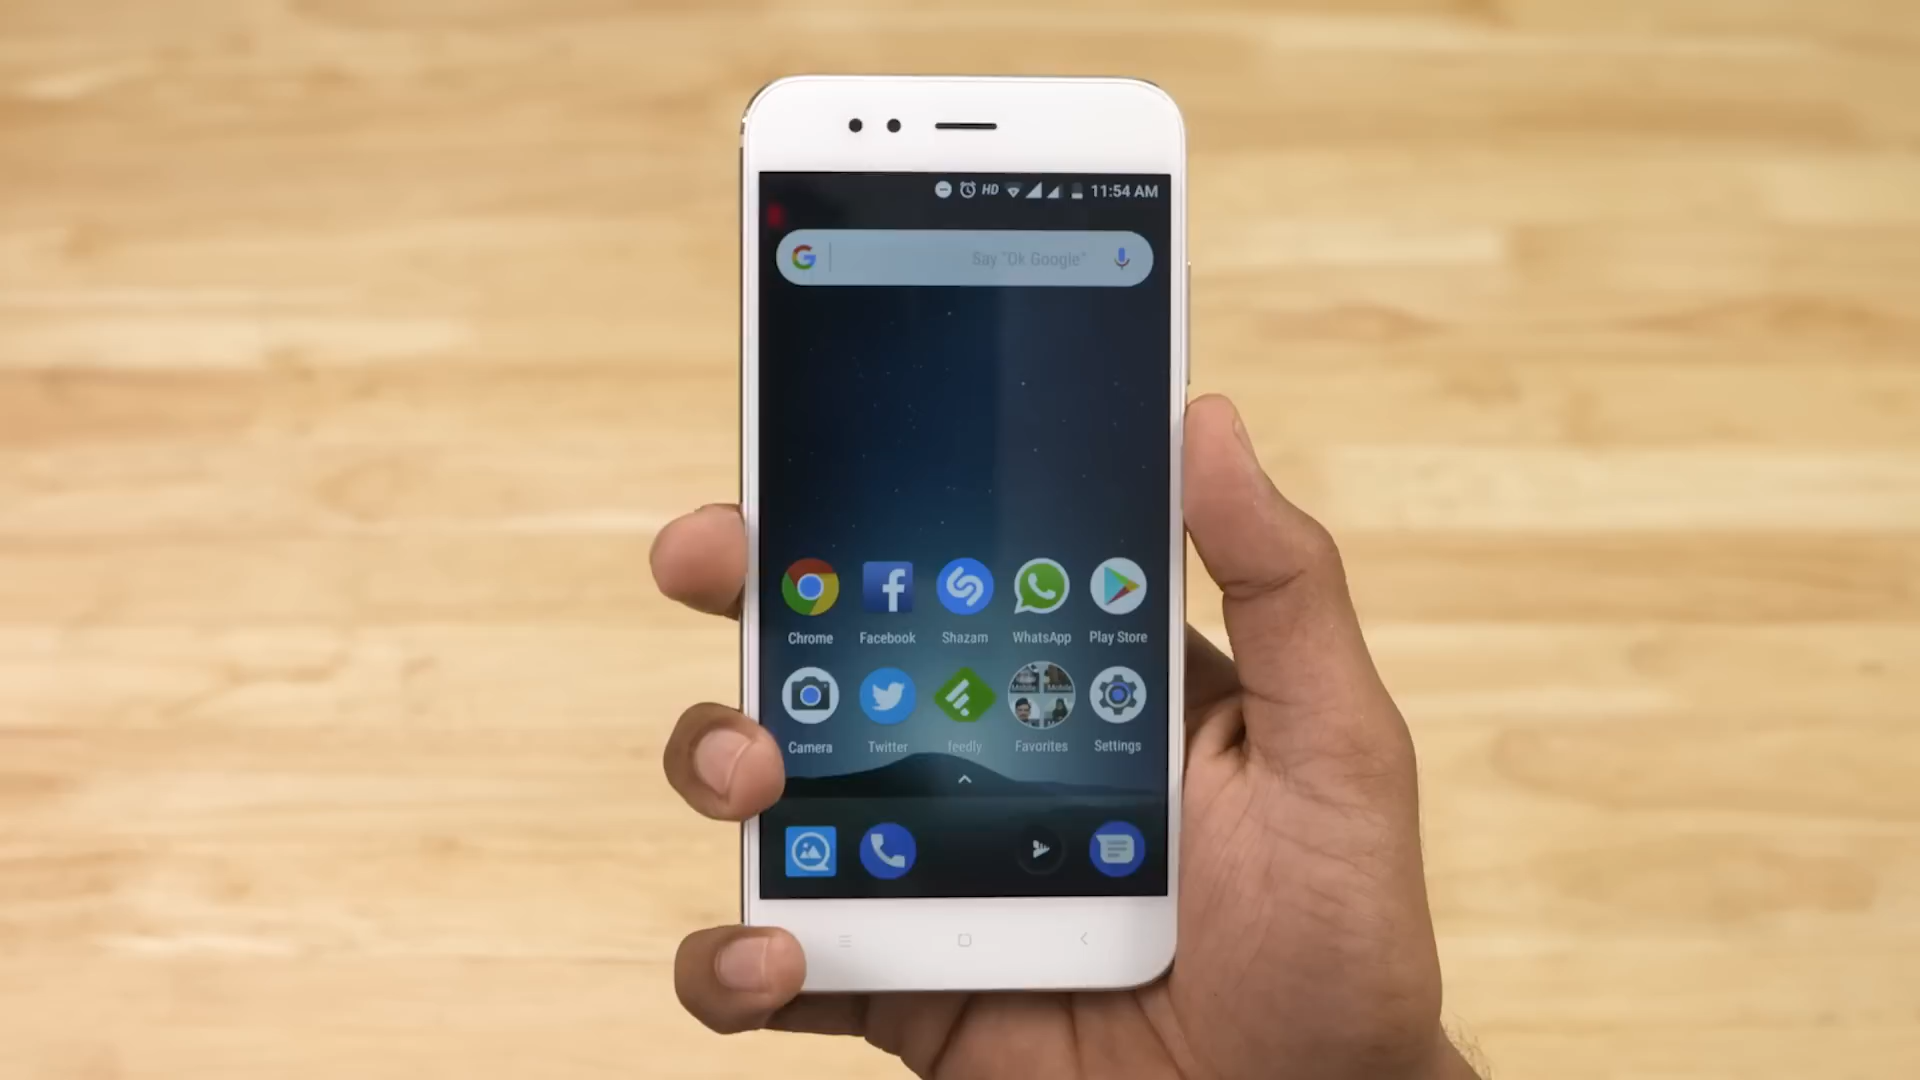 HD 11:54 AM
Say "Ok Google"
Chrome Facebook Shazam WhatsApp Play Store
Camera Twitter feedly Favorites Settings